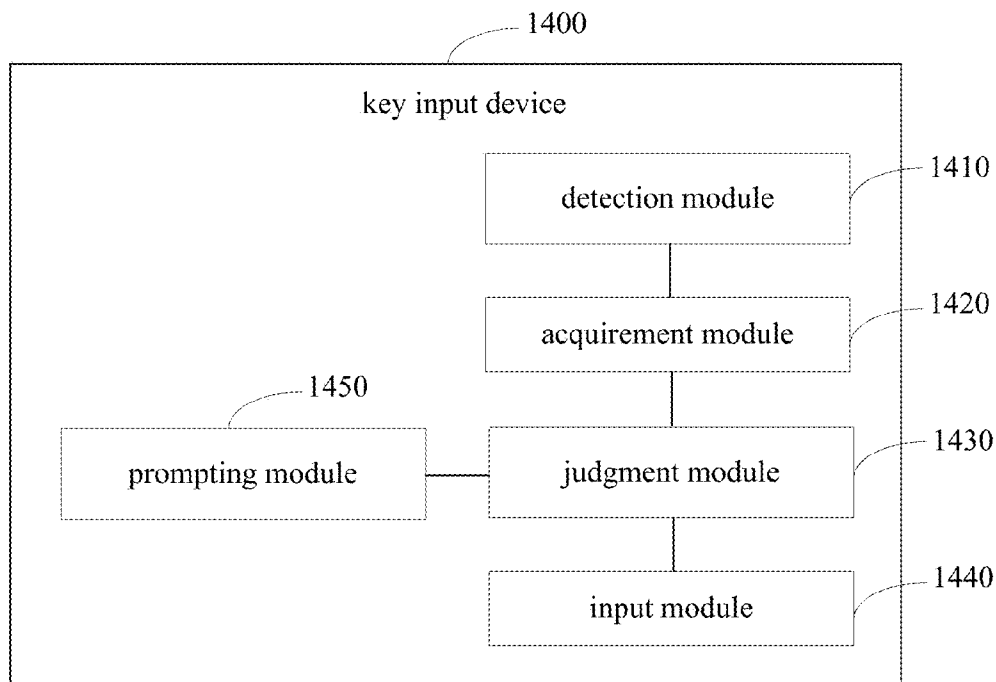 1400
key input device
1410
detection module
1420
acquirement module
1450
1430
prompting module
judgment module
1440
input module